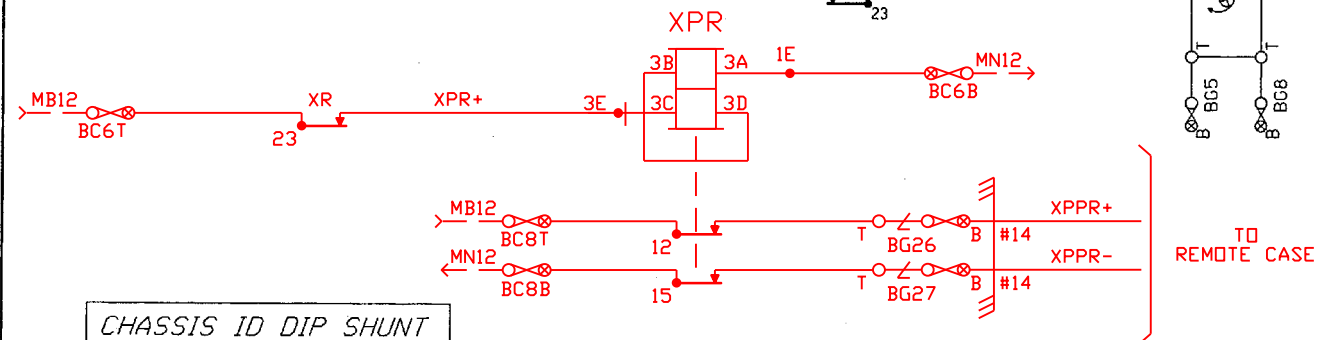 23
XPR
3B 3A 1E MN12
BC6B
MB12 XR XPR+ 3E 3C 3D
BC6T
23
T T
BG5 BG8
B B
MB12 XPPR+
BC8T 12 T BG26 B #14
MN12 XPPR-
BC8B 15 T BG27 B #14
TO
REMOTE CASE
CHASSIS ID DIP SHUNT